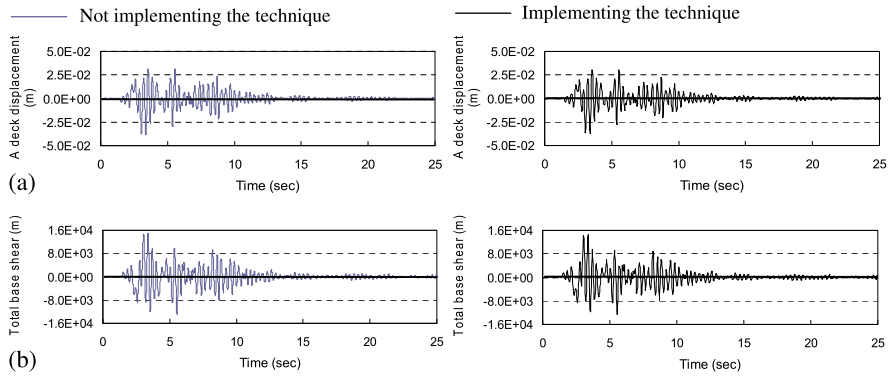 Not implementing the technique
Implementing the technique
A deck displacement
(m)
5.0E-02
2.5E-02
0.0E+00
-2.5E-02
-5.0E-02
0 5 10 15 20 25
Time (sec)
A deck displacement
(m)
5.0E-02
2.5E-02
0.0E+00
-2.5E-02
-5.0E-02
0 5 10 15 20 25
Time (sec)
(a)
Total base shear (m)
1.6E+04
8.0E+03
0.0E+00
-8.0E+03
-1.6E+04
0 5 10 15 20 25
Time (sec)
Total base shear (m)
1.6E+04
8.0E+03
0.0E+00
-8.0E+03
-1.6E+04
0 5 10 15 20 25
Time (sec)
(b)